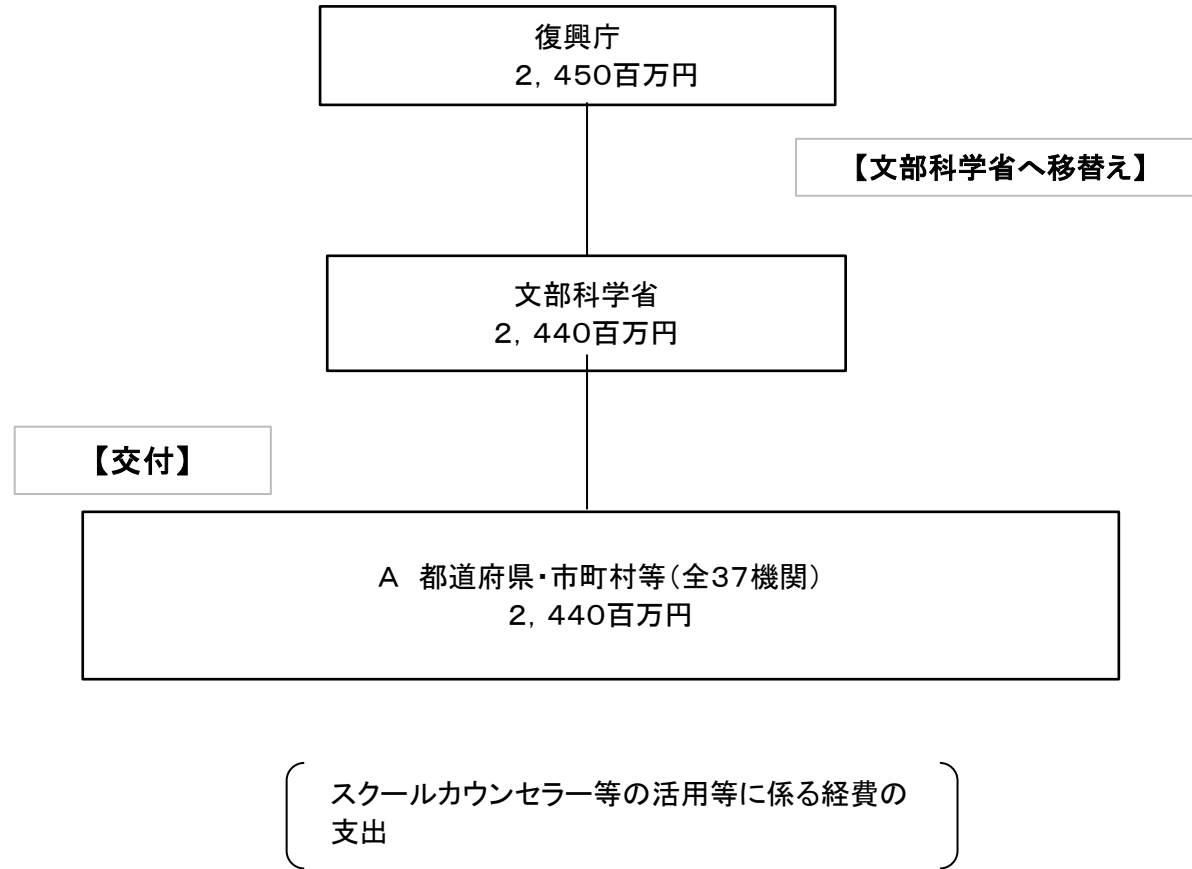 復興庁
２，４５０百万円
【文部科学省へ移替え】
文部科学省
２，４４０百万円
【交付】
Ａ　都道府県・市町村等（全３７機関）
２，４４０百万円
スクールカウンセラー等の活用等に係る経費の
支出